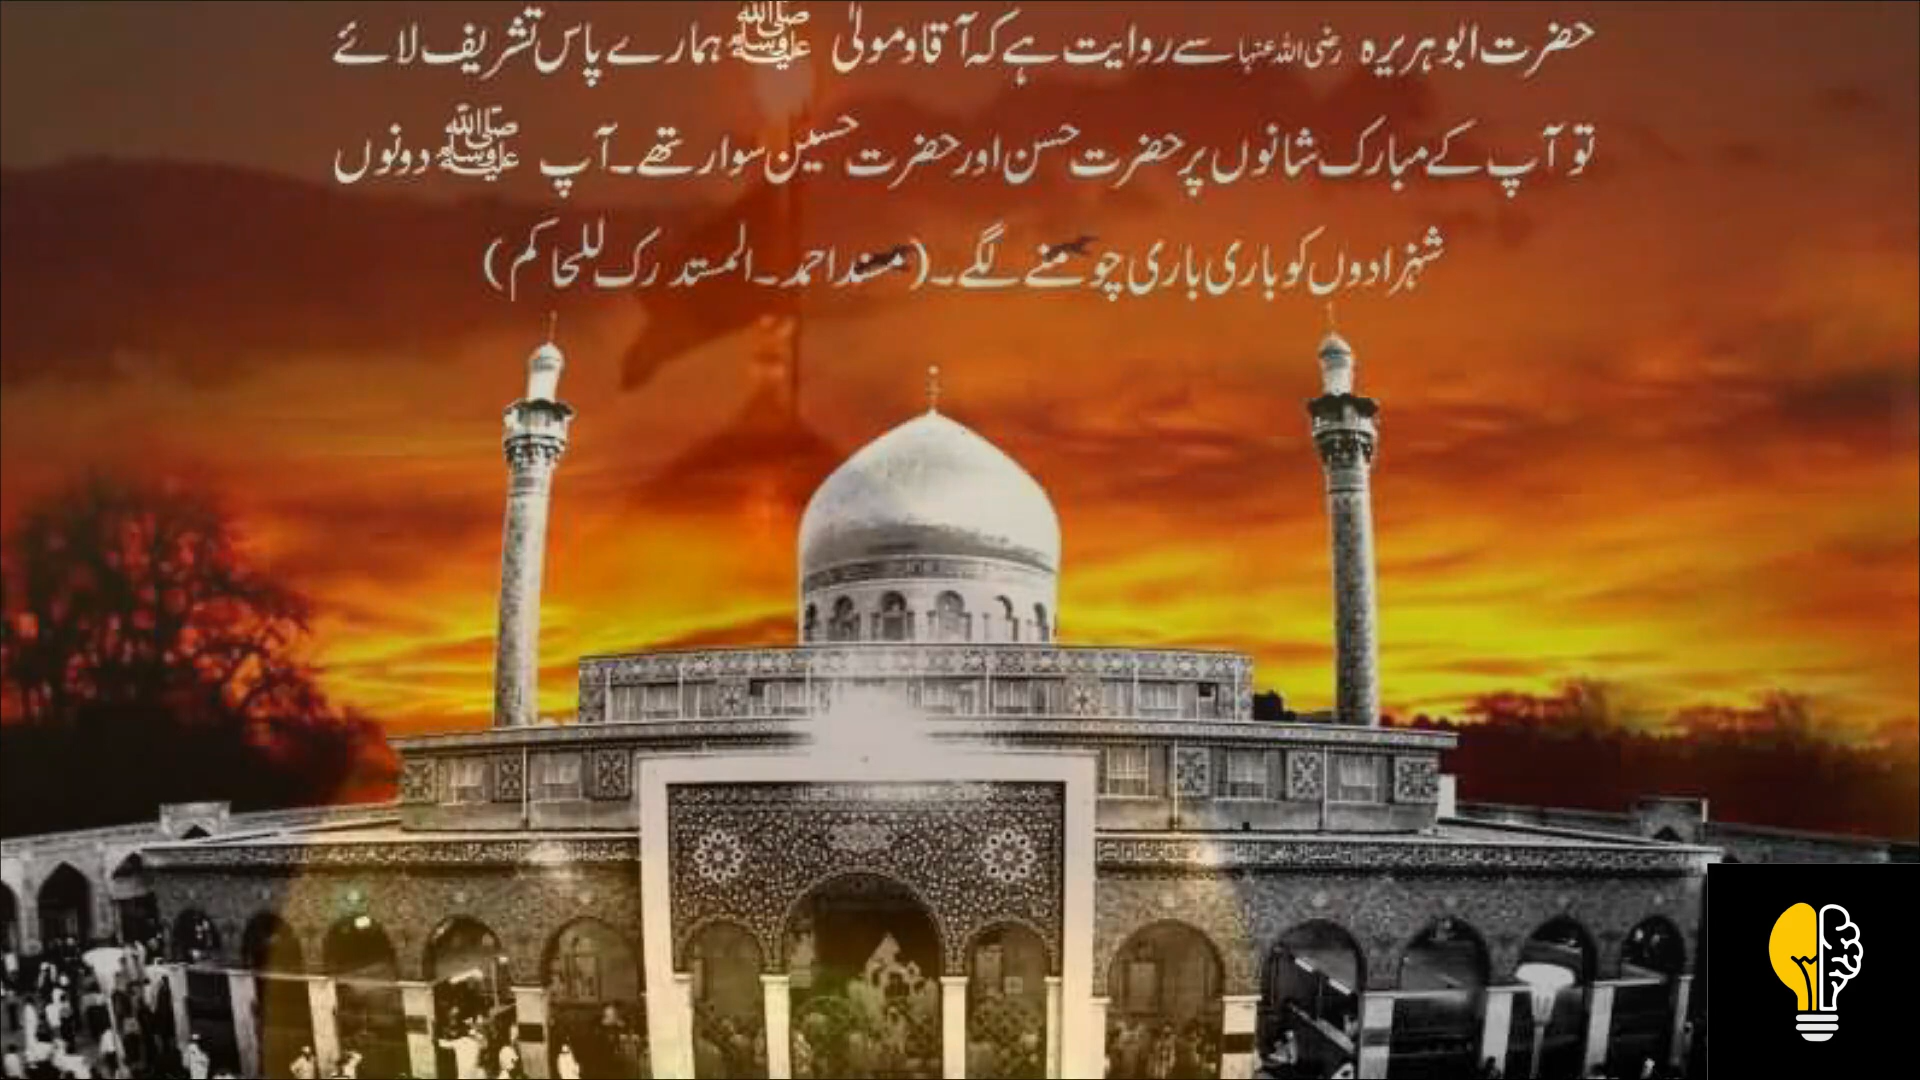 حضرت ابو ہریرہ رضی اللہ عنہا سے روایت ہے کہ آقا و مولیٰ ﷺ ہمارے پاس تشریف لائے
تو آپ کے مبارک شانوں پر حضرت حسن اور حضرت حسین سوار تھے۔ آپ ﷺ دونوں
شہزادوں کو باری باری چومنے لگے۔ (مسند احمد۔ المستدرک للحاکم)